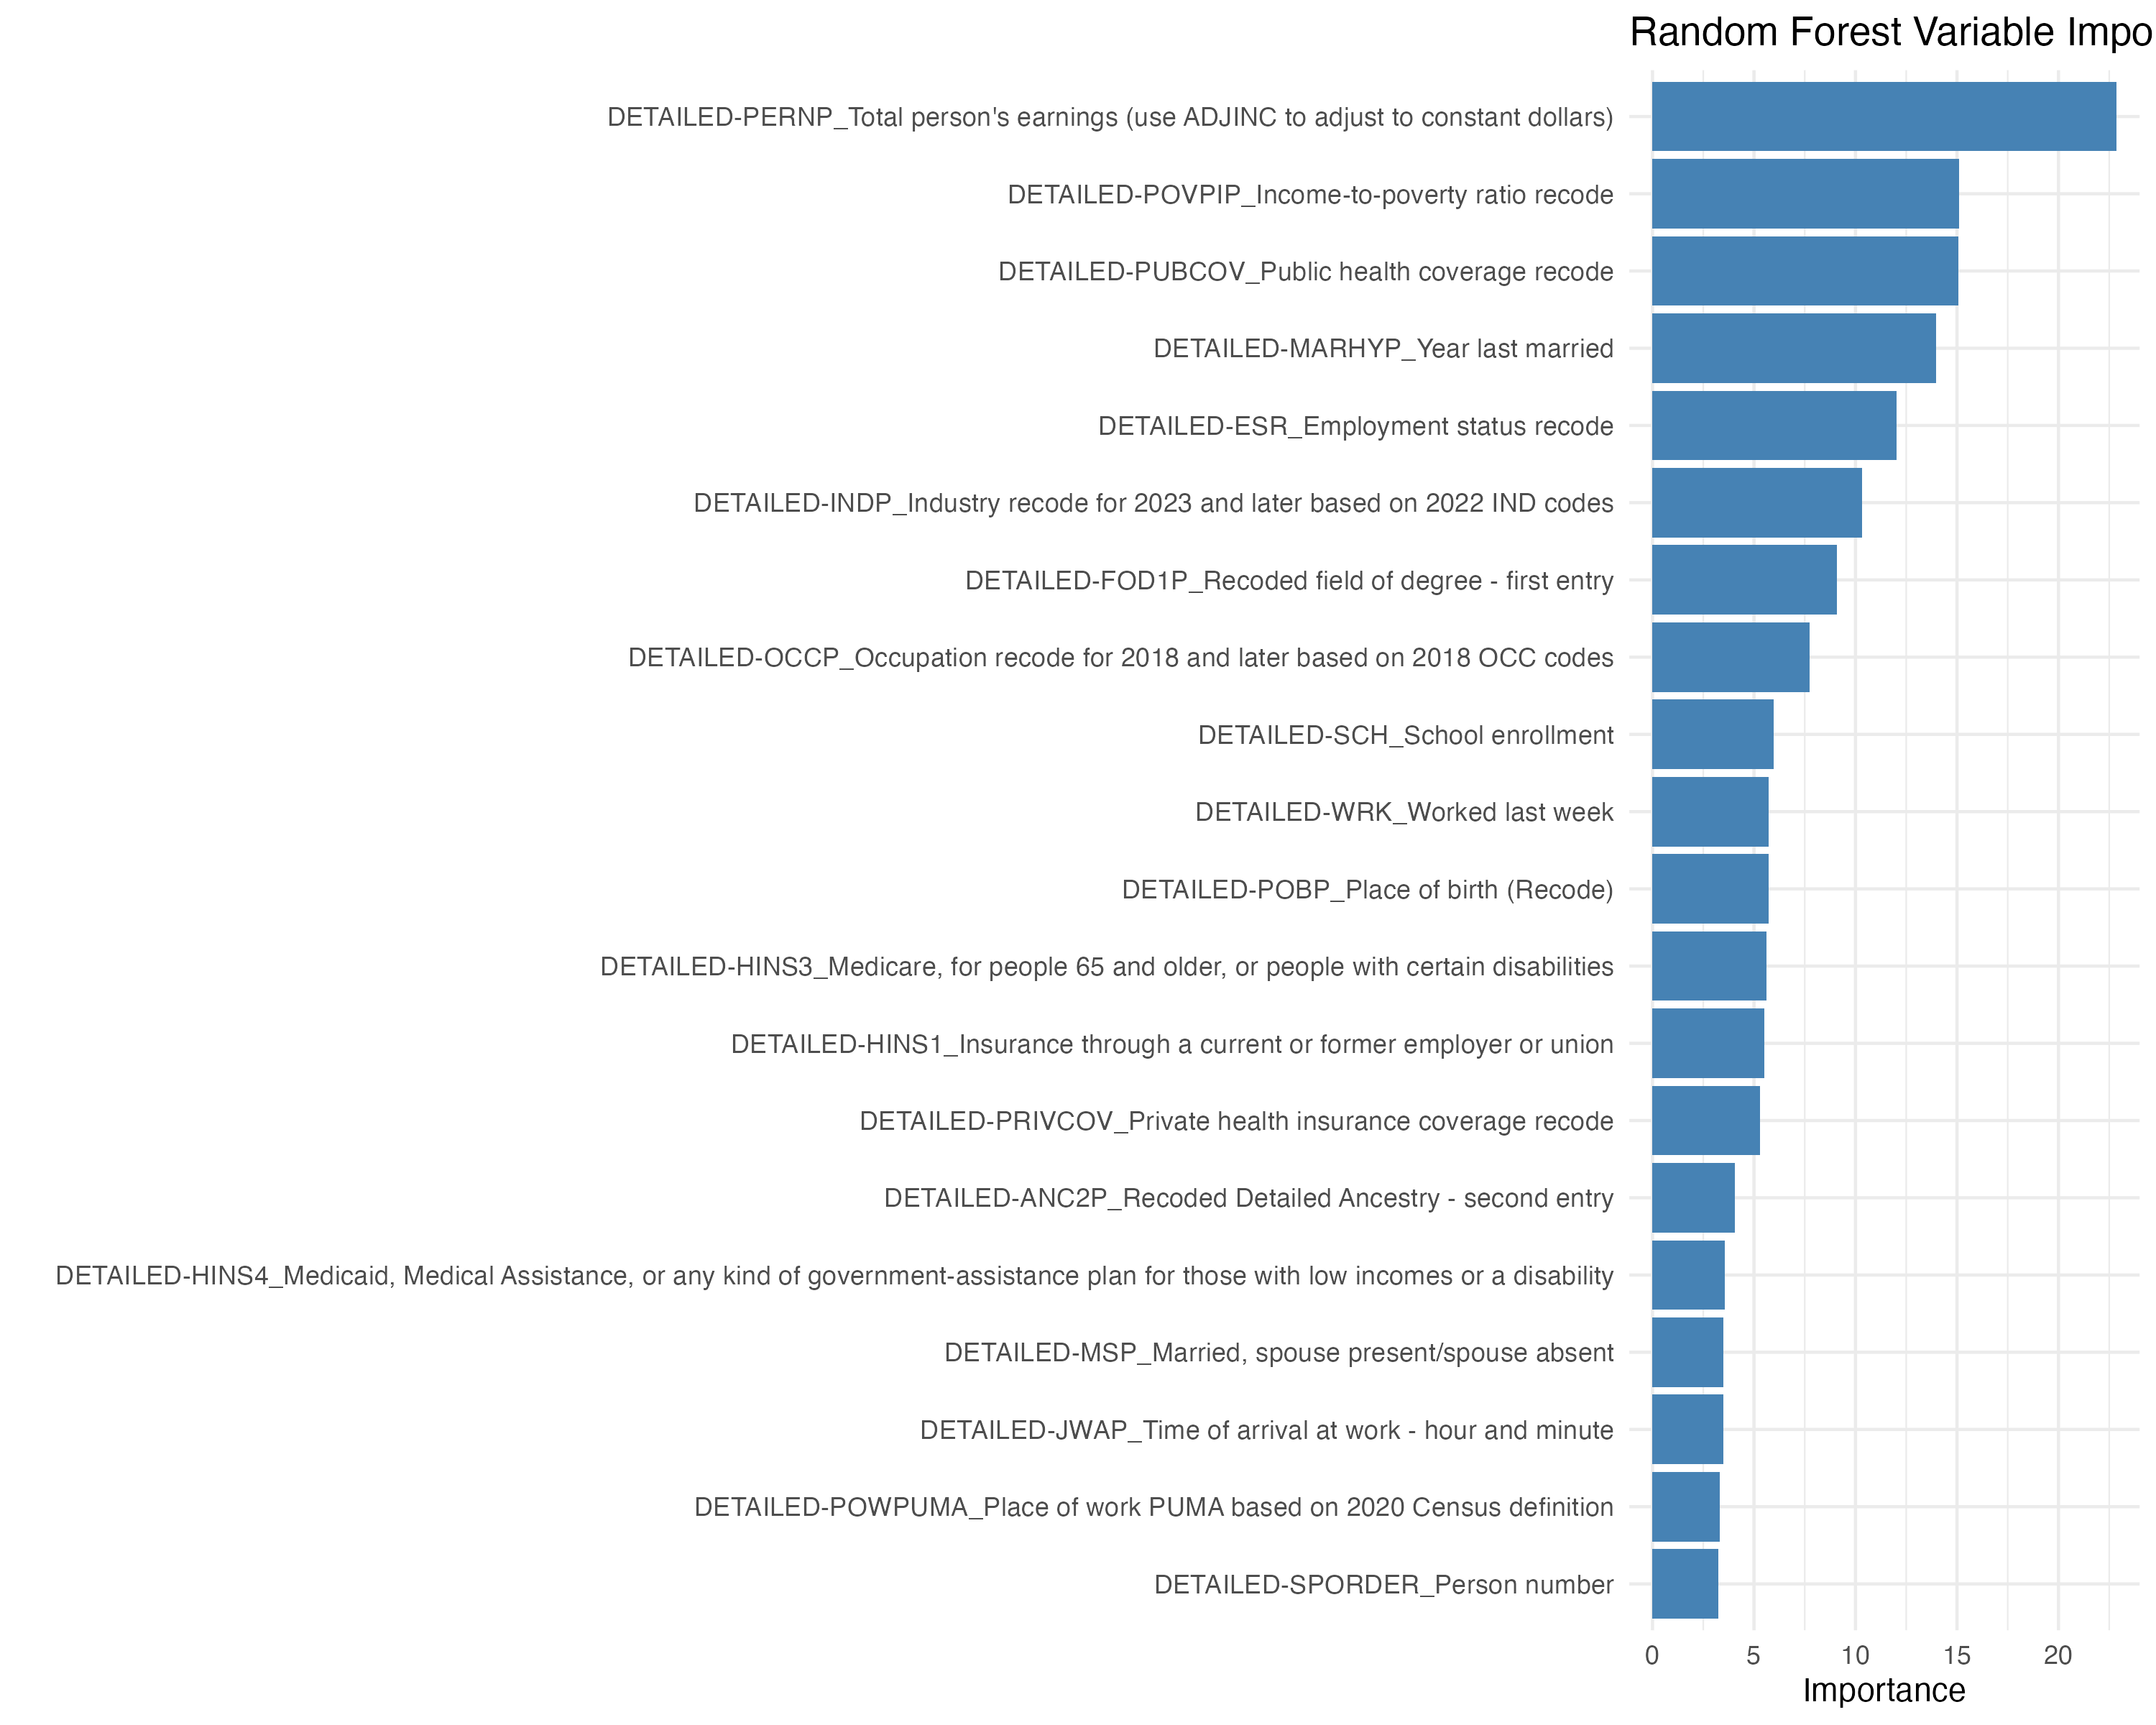 Random Forest Variable Impo
DETAILED-PERNP_Total person's earnings (use ADJINC to adjust to constant dollars)
DETAILED-POVPIP_Income-to-poverty ratio recode
DETAILED-PUBCOV_Public health coverage recode
DETAILED-MARHYP_Year last married
DETAILED-ESR_Employment status recode
DETAILED-INDP_Industry recode for 2023 and later based on 2022 IND codes
DETAILED-FOD1P_Recoded field of degree - first entry
DETAILED-OCCP_Occupation recode for 2018 and later based on 2018 OCC codes
DETAILED-SCH_School enrollment
DETAILED-WRK_Worked last week
DETAILED-POBP_Place of birth (Recode)
DETAILED-HINS3_Medicare, for people 65 and older, or people with certain disabilities
DETAILED-HINS1_Insurance through a current or former employer or union
DETAILED-PRIVCOV_Private health insurance coverage recode
DETAILED-ANC2P_Recoded Detailed Ancestry - second entry
DETAILED-HINS4_Medicaid, Medical Assistance, or any kind of government-assistance plan for those with low incomes or a disability
DETAILED-MSP_Married, spouse present/spouse absent
DETAILED-JWAP_Time of arrival at work - hour and minute
DETAILED-POWPUMA_Place of work PUMA based on 2020 Census definition
DETAILED-SPORDER_Person number
0 5 10 15 20
Importance